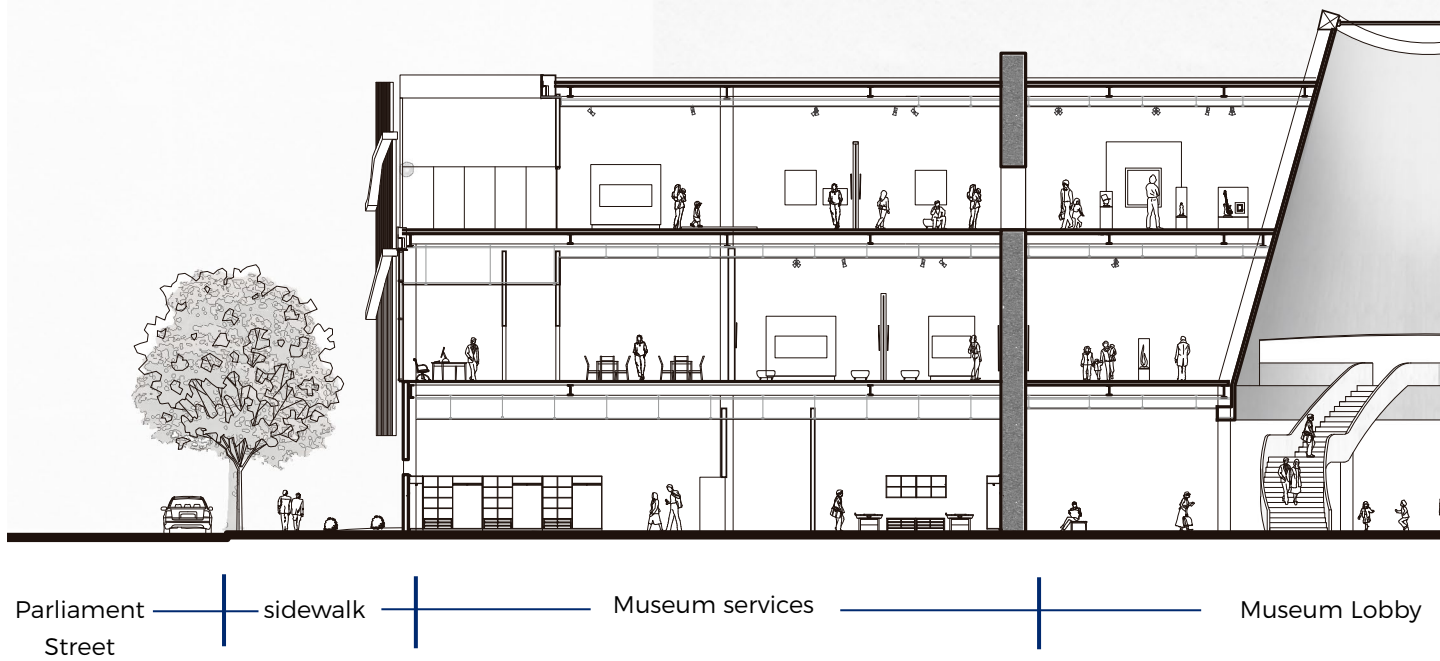 Parliament
Street
sidewalk
Museum services
Museum Lobby